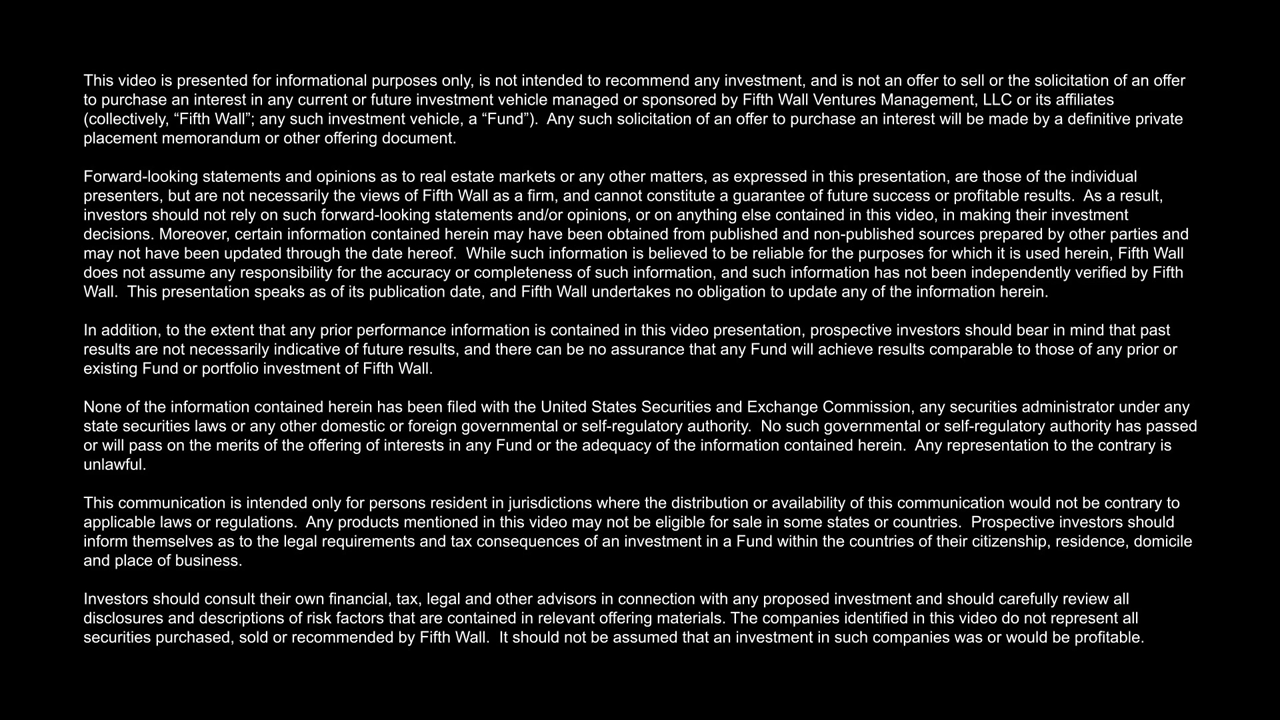 This video is presented for informational purposes only, is not intended to recommend any investment, and is not an offer to sell or the solicitation of an offer
to purchase an interest in any current or future investment vehicle managed or sponsored by Fifth Wall Ventures Management, LLC or its affiliates
(collectively, “Fifth Wall”; any such investment vehicle, a “Fund”).  Any such solicitation of an offer to purchase an interest will be made by a definitive private
placement memorandum or other offering document.
Forward-looking statements and opinions as to real estate markets or any other matters, as expressed in this presentation, are those of the individual
presenters, but are not necessarily the views of Fifth Wall as a firm, and cannot constitute a guarantee of future success or profitable results.  As a result,
investors should not rely on such forward-looking statements and/or opinions, or on anything else contained in this video, in making their investment
decisions. Moreover, certain information contained herein may have been obtained from published and non-published sources prepared by other parties and
may not have been updated through the date hereof.  While such information is believed to be reliable for the purposes for which it is used herein, Fifth Wall
does not assume any responsibility for the accuracy or completeness of such information, and such information has not been independently verified by Fifth
Wall.  This presentation speaks as of its publication date, and Fifth Wall undertakes no obligation to update any of the information herein.
In addition, to the extent that any prior performance information is contained in this video presentation, prospective investors should bear in mind that past
results are not necessarily indicative of future results, and there can be no assurance that any Fund will achieve results comparable to those of any prior or
existing Fund or portfolio investment of Fifth Wall.
None of the information contained herein has been filed with the United States Securities and Exchange Commission, any securities administrator under any
state securities laws or any other domestic or foreign governmental or self-regulatory authority.  No such governmental or self-regulatory authority has passed
or will pass on the merits of the offering of interests in any Fund or the adequacy of the information contained herein.  Any representation to the contrary is
unlawful.
This communication is intended only for persons resident in jurisdictions where the distribution or availability of this communication would not be contrary to
applicable laws or regulations.  Any products mentioned in this video may not be eligible for sale in some states or countries.  Prospective investors should
inform themselves as to the legal requirements and tax consequences of an investment in a Fund within the countries of their citizenship, residence, domicile
and place of business.
Investors should consult their own financial, tax, legal and other advisors in connection with any proposed investment and should carefully review all
disclosures and descriptions of risk factors that are contained in relevant offering materials. The companies identified in this video do not represent all
securities purchased, sold or recommended by Fifth Wall.  It should not be assumed that an investment in such companies was or would be profitable.